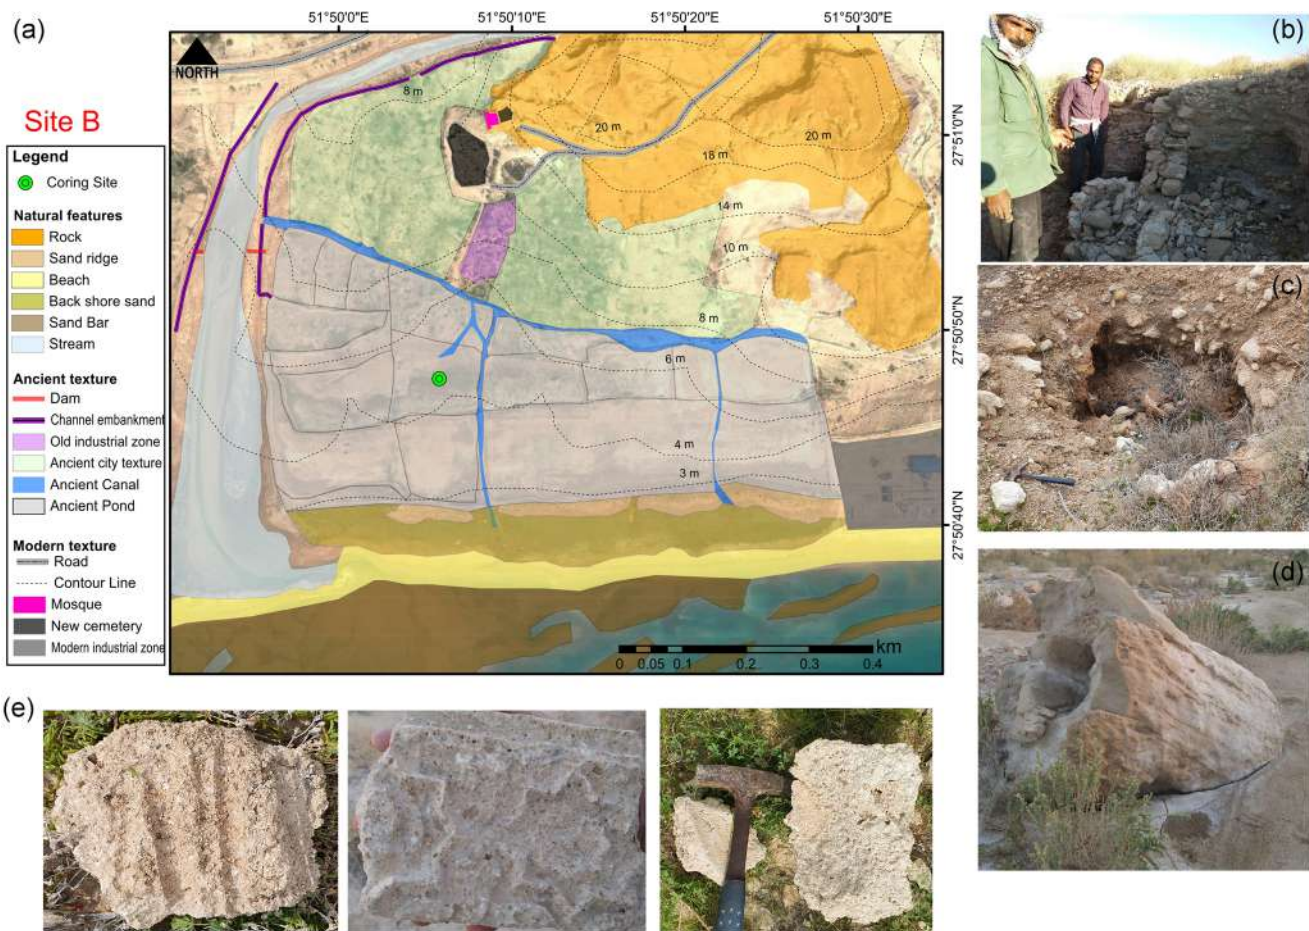 (a)
51°50'0"E
51°50'10"E
51°50'20"E
51°50'30"E
NORTH
Site B
Legend
Coring Site
Natural features
Rock
Sand ridge
Beach
Back shore sand
Sand Bar
Stream
Ancient texture
Dam
Channel embankment
Old industrial zone
Ancient city texture
Ancient Canal
Ancient Pond
Modern texture
Road
Contour Line
Mosque
New cemetery
Modern industrial zone
8 m
20 m
20 m
18 m
14 m
10 m
8 m
6 m
4 m
3 m
27°51'0"N
27°50'50"N
27°50'40"N
km
0 0.05 0.1 0.2 0.3 0.4
(b)
(c)
(d)
(e)